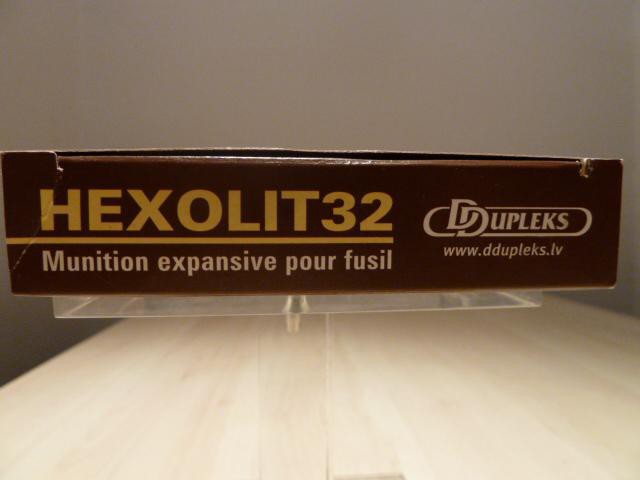 HEXOLIT32
Munition expansive pour fusil
DDUPLEKS
www.ddupleks.lv